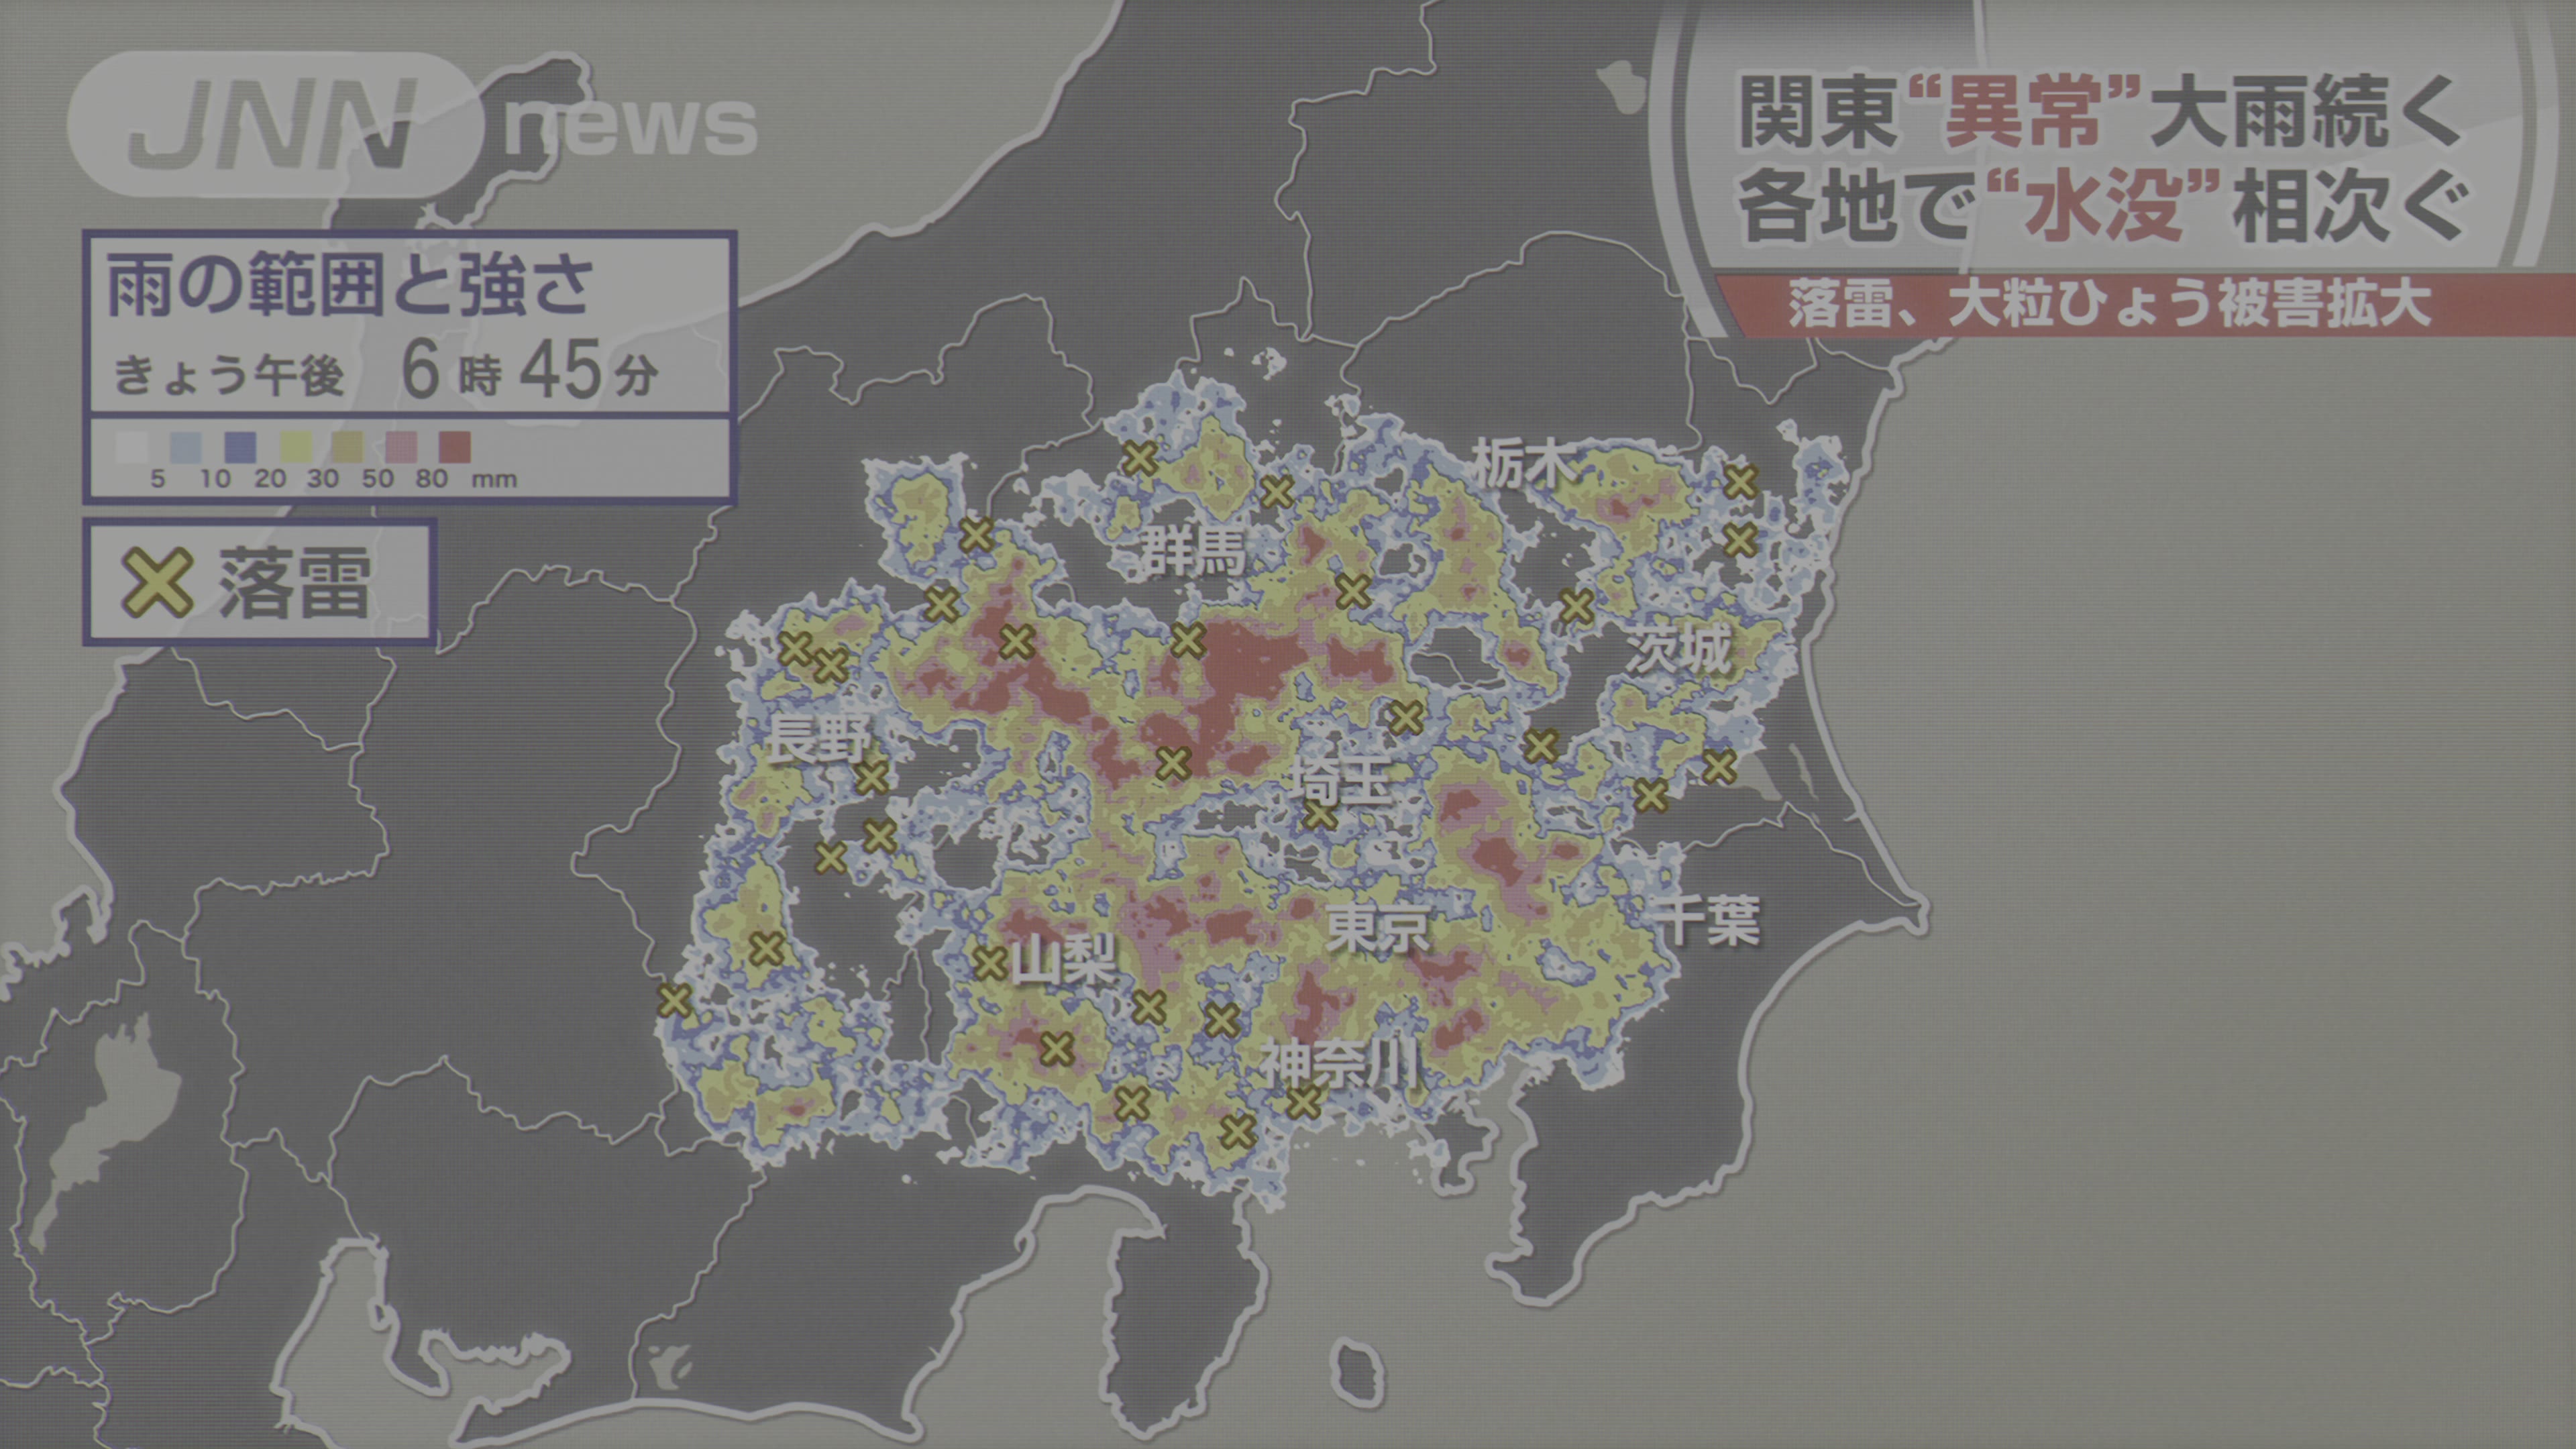 JNN news
関東“異常”大雨続く
各地で“水没”相次ぐ
落雷、大粒ひょう被害拡大
雨の範囲と強さ
きょう午後 6時45分
5 10 20 30 50 80 mm
落雷
栃木
群馬
茨城
長野
埼玉
東京
千葉
山梨
神奈川